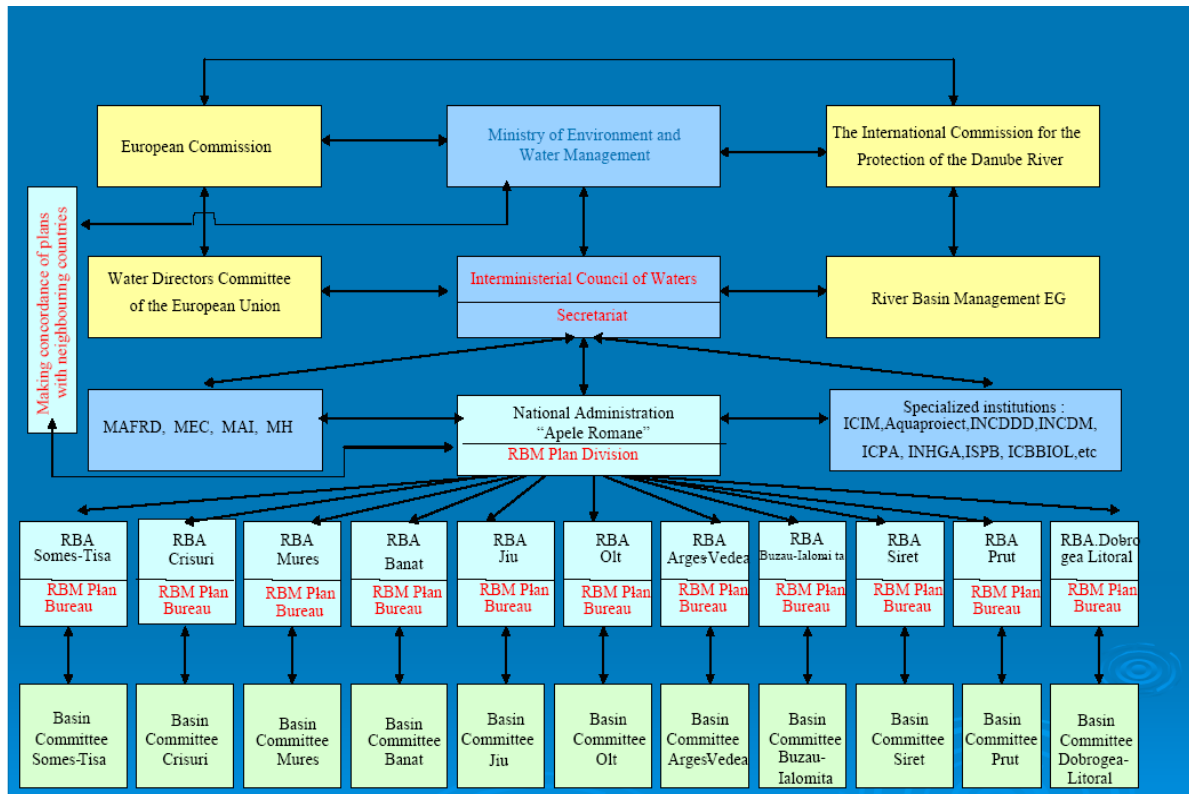 European Commission
Ministry of Environment and
Water Management
The International Commission for the
Protection of the Danube River
Making concordance of plans
with neighbouring countries
Water Directors Committee
of the European Union
Interministerial Council of Waters
Secretariat
River Basin Management EG
MAFRD, MEC, MAI, MH
National Administration
“Apele Romane”
RBM Plan Division
Specialized institutions :
ICIM,Aquaproiect,INCDDD,INCDM,
ICPA, INHGA,ISPB, ICBBIOL,etc
RBA
Somes-Tisa
RBM Plan
Bureau
RBA
Crisuri
RBM Plan
Bureau
RBA
Mures
RBM Plan
Bureau
RBA
Banat
RBM Plan
Bureau
RBA
Jiu
RBM Plan
Bureau
RBA
Olt
RBM Plan
Bureau
RBA
ArgesVedea
RBM Plan
Bureau
RBA
Buzau-Ialomi ta
RBM Plan
Bureau
RBA
Siret
RBM Plan
Bureau
RBA
Prut
RBM Plan
Bureau
RBA.Dobro
gea Litoral
RBM Plan
Bureau
Basin
Committee
Somes-Tisa
Basin
Committee
Crisuri
Basin
Committee
Mures
Basin
Committee
Banat
Basin
Committee
Jiu
Basin
Committee
Olt
Basin
Committee
ArgesVedea
Basin
Committee
Buzau-
Ialomita
Basin
Committee
Siret
Basin
Committee
Prut
Basin
Committee
Dobrogea-
Litoral